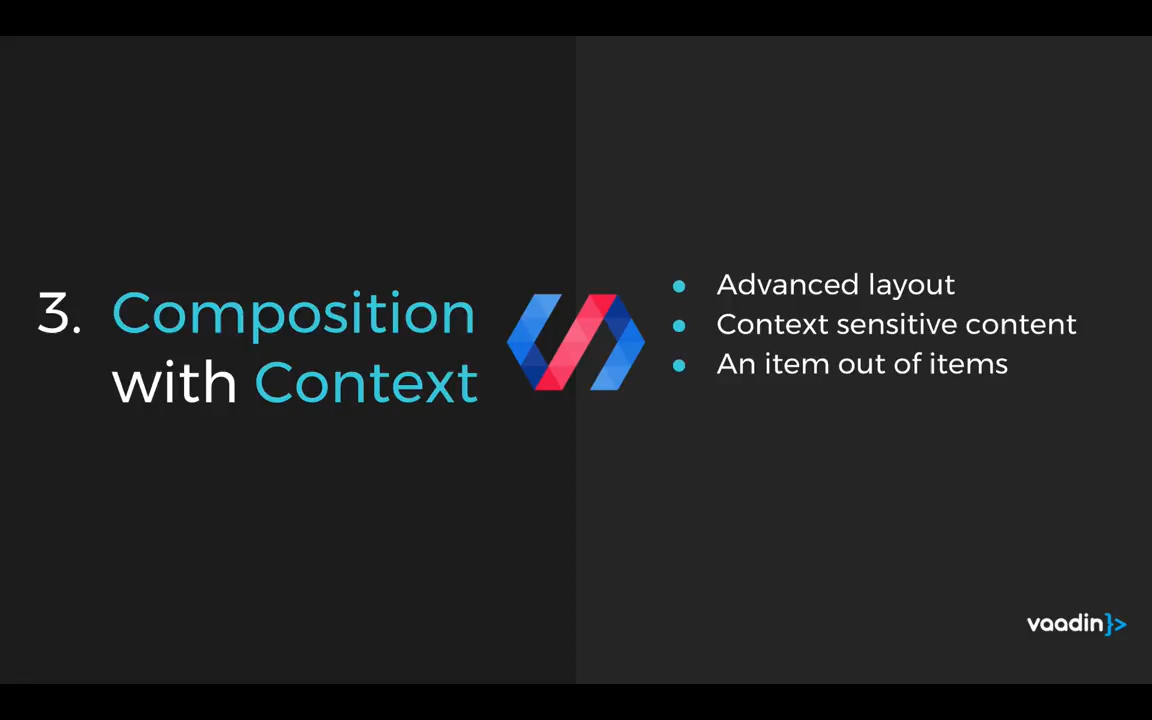 3. Composition
with Context
● Advanced layout
● Context sensitive content
● An item out of items
vaadin}>